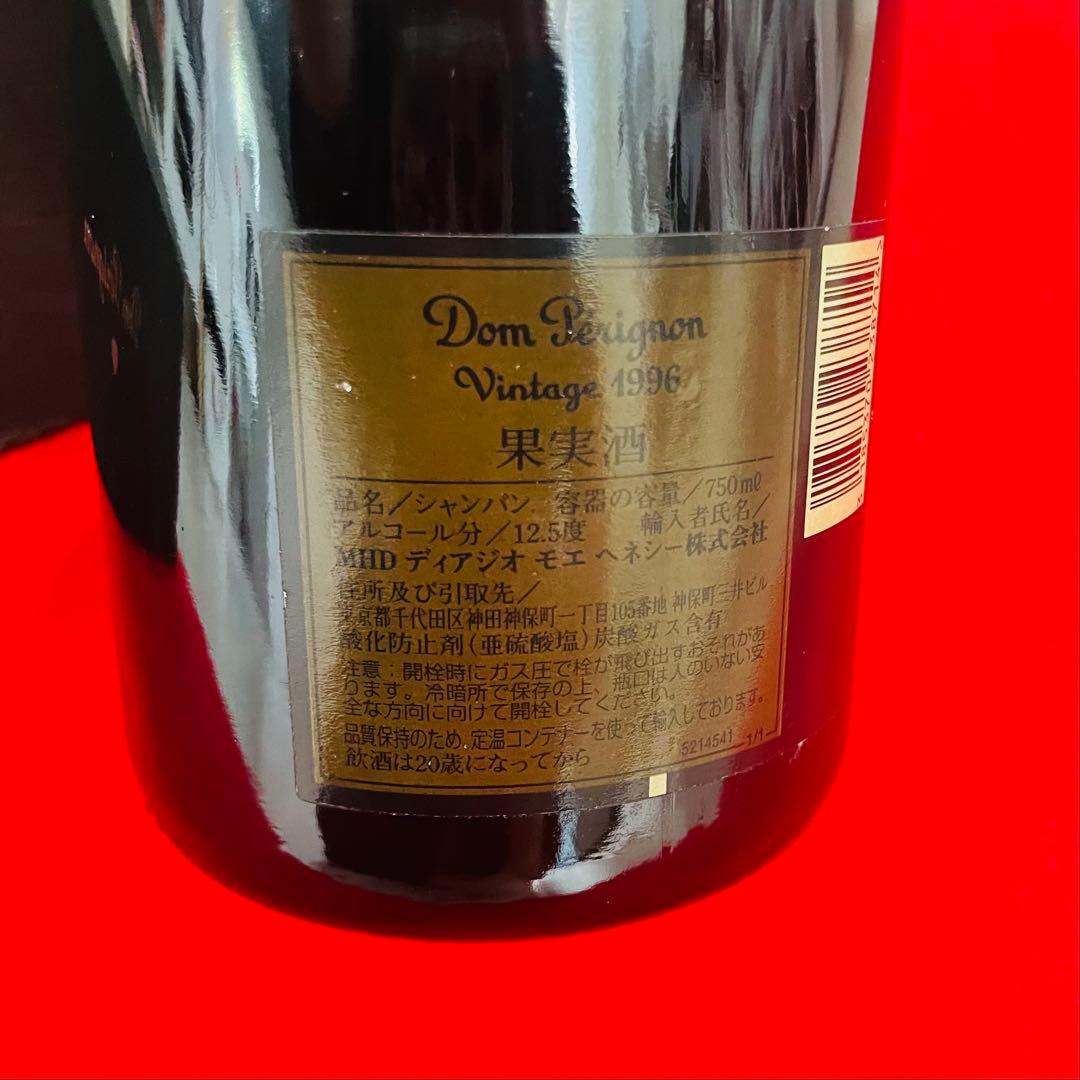 Dom Pérignon
Vintage 1996
果実酒
品名／シャンパン 容器の容量／750mℓ
アルコール分／12.5度 輸入者氏名／
MHD ディアジオ モエ ヘネシー株式会社
住所及び引取先／
東京都千代田区神田神保町一丁目105番地 神保町三井ビル
酸化防止剤(亜硫酸塩)炭酸ガス含有
注意：開栓時にガス圧で栓が飛び出すおそれがあ
ります。冷暗所で保存の上、瓶口は人のいない安
全な方向に向けて開栓してください。
品質保持のため、定温コンテナーを使って輸入しております。
飲酒は20歳になってから
5214541
1/1